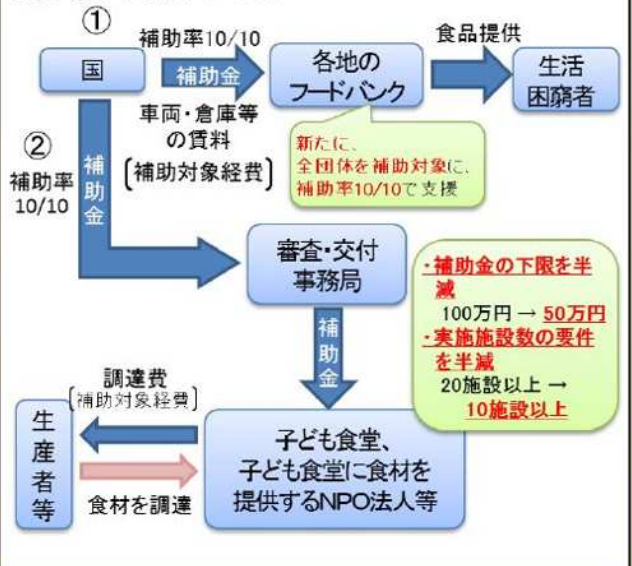 ①
補助率10/10
国
補助金
各地の
フードバンク
食品提供
生活
困窮者
車両・倉庫等
の賃料
〔補助対象経費〕
新たに、
全団体を補助対象に、
補助率10/10で支援
②
補助率
10/10
補助金
審査・交付
事務局
・補助金の下限を半
減
100万円 → 50万円
・実施施設数の要件
を半減
20施設以上 →
10施設以上
補助金
調達費
〔補助対象経費〕
生産者等
食材を調達
子ども食堂、
子ども食堂に食材を
提供するNPO法人等